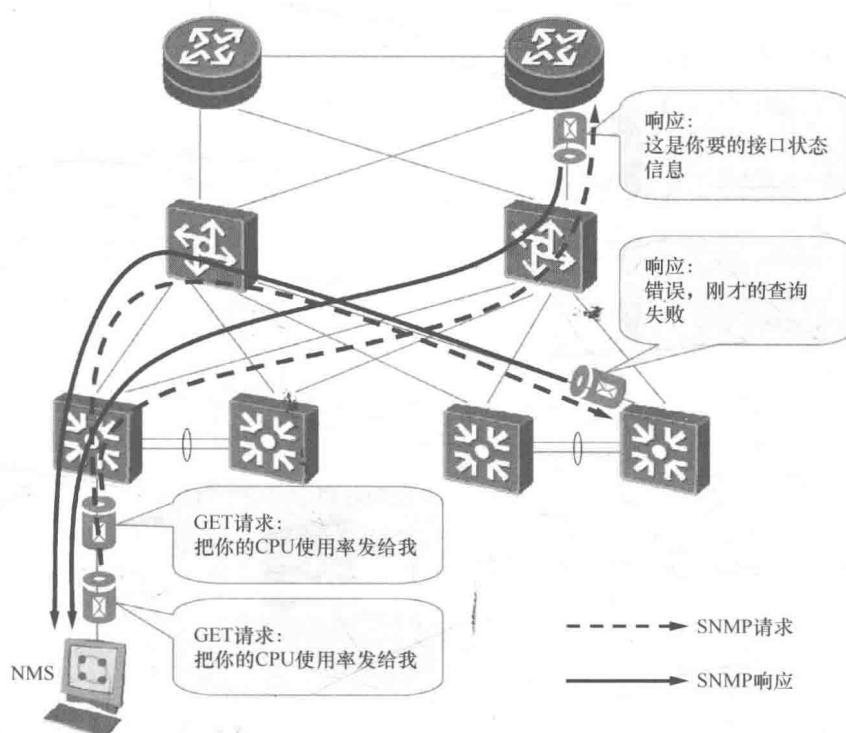 响应:
这是你要的接口状态
信息
响应:
错误,刚才的查询
失败
GET请求:
把你的CPU使用率发给我
GET请求:
把你的CPU使用率发给我
NMS
SNMP请求
SNMP响应